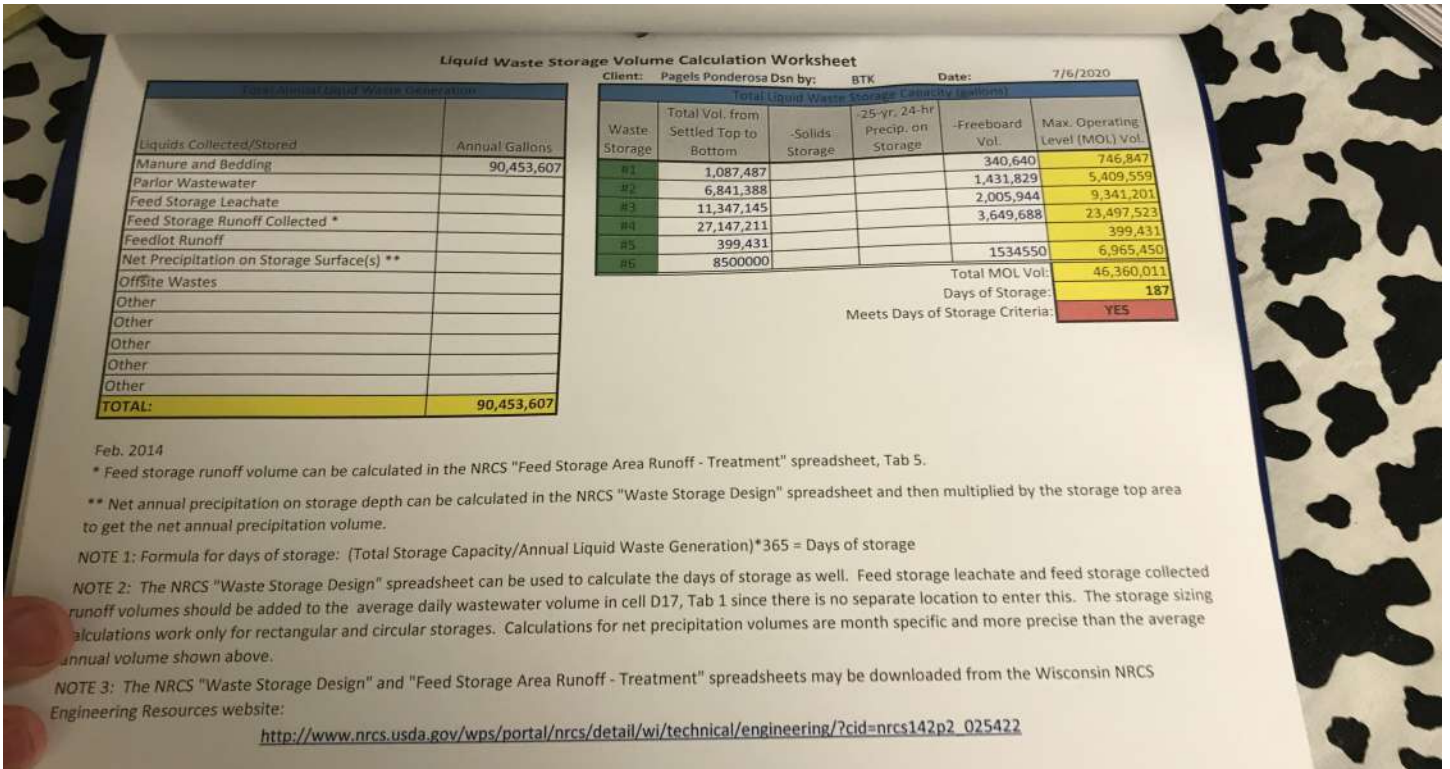 Liquid Waste Storage Volume Calculation Worksheet
Client: Pagels Ponderosa Dsn by: BTK Date: 7/6/2020
Total Annual Liquid Waste Generation
Liquids Collected/Stored Annual Gallons
Manure and Bedding 90,453,607
Parlor Wastewater
Feed Storage Leachate
Feed Storage Runoff Collected *
Feedlot Runoff
Net Precipitation on Storage Surface(s) **
Offsite Wastes
Other
Other
Other
Other
Other
TOTAL: 90,453,607
Total Liquid Waste Storage Capacity (gallons)
Waste Storage Total Vol. from Settled Top to Bottom -Solids Storage -25-yr. 24-hr Precip. on Storage -Freeboard Vol. Max. Operating Level (MOL) Vol.
#1 1,087,487 340,640 746,847
#2 6,841,388 1,431,829 5,409,559
#3 11,347,145 2,005,944 9,341,201
#4 27,147,211 3,649,688 23,497,523
#5 399,431 399,431
#6 8500000 1534550 6,965,450
Total MOL Vol: 46,360,011
Days of Storage: 187
Meets Days of Storage Criteria: YES
Feb. 2014
* Feed storage runoff volume can be calculated in the NRCS "Feed Storage Area Runoff - Treatment" spreadsheet, Tab 5.
** Net annual precipitation on storage depth can be calculated in the NRCS "Waste Storage Design" spreadsheet and then multiplied by the storage top area
to get the net annual precipitation volume.
NOTE 1: Formula for days of storage: (Total Storage Capacity/Annual Liquid Waste Generation)*365 = Days of storage
NOTE 2: The NRCS "Waste Storage Design" spreadsheet can be used to calculate the days of storage as well. Feed storage leachate and feed storage collected
runoff volumes should be added to the average daily wastewater volume in cell D17, Tab 1 since there is no separate location to enter this. The storage sizing
calculations work only for rectangular and circular storages. Calculations for net precipitation volumes are month specific and more precise than the average
annual volume shown above.
NOTE 3: The NRCS "Waste Storage Design" and "Feed Storage Area Runoff - Treatment" spreadsheets may be downloaded from the Wisconsin NRCS
Engineering Resources website:
http://www.nrcs.usda.gov/wps/portal/nrcs/detail/wi/technical/engineering/?cid=nrcs142p2_025422